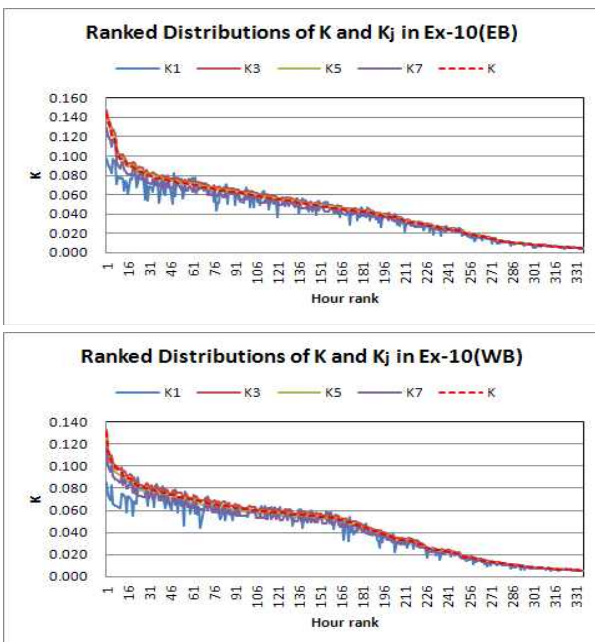 Ranked Distributions of K and Kj in Ex-10(EB)
K1 K3 K5 K7 K
0.160
0.140
0.120
0.100
0.080
0.060
0.040
0.020
0.000
K
1 16 31 46 61 76 91 106 121 136 151 166 181 196 211 226 241 256 271 286 301 316 331
Hour rank
Ranked Distributions of K and Kj in Ex-10(WB)
K1 K3 K5 K7 K
0.140
0.120
0.100
0.080
0.060
0.040
0.020
0.000
K
1 16 31 46 61 76 91 106 121 136 151 166 181 196 211 226 241 256 271 286 301 316 331
Hour rank